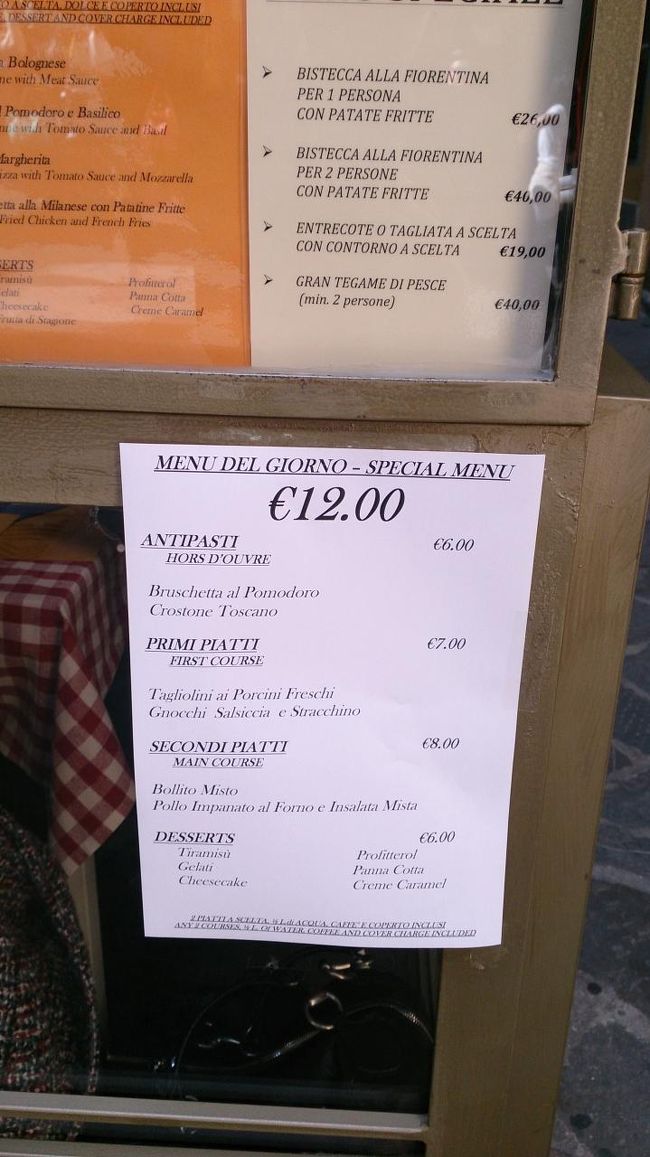 A SCELTA, DOLCE E COPERTO INCLUSI
DESSERT AND COVER CHARGE INCLUDED
Bolognese
with Meat Sauce
Pomodoro e Basilico
with Tomato Sauce and Basil
Margherita
with Tomato Sauce and Mozzarella
alla Milanese con Patatine Fritte
Fried Chicken and French Fries
Profitterol
Panna Cotta
Cheesecake
Creme Caramel
di Stagione
➢ BISTECCA ALLA FIORENTINA
PER 1 PERSONA
CON PATATE FRITTE €26,00
➢ BISTECCA ALLA FIORENTINA
PER 2 PERSONE
CON PATATE FRITTE €40,00
➢ ENTRECOTE O TAGLIATA A SCELTA
CON CONTORNO A SCELTA €19,00
➢ GRAN TEGAME DI PESCE
(min. 2 persone) €40,00
MENU DEL GIORNO – SPECIAL MENU
€12.00
ANTIPASTI €6.00
HORS D'OUVRE
Bruschetta al Pomodoro
Crostone Toscano
PRIMI PIATTI €7.00
FIRST COURSE
Tagliolini ai Porcini Freschi
Gnocchi Salsiccia e Stracchino
SECONDI PIATTI €8.00
MAIN COURSE
Bollito Misto
Pollo Impanato al Forno e Insalata Mista
DESSERTS €6.00
Tiramisù Profitterol
Gelati Panna Cotta
Cheesecake Creme Caramel
2 PIATTI A SCELTA, ½ L.di ACQUA, CAFFE' E COPERTO INCLUSI
ANY 2 COURSES, ½ L. Of WATER, COFFEE AND COVER CHARGE INCLUDED